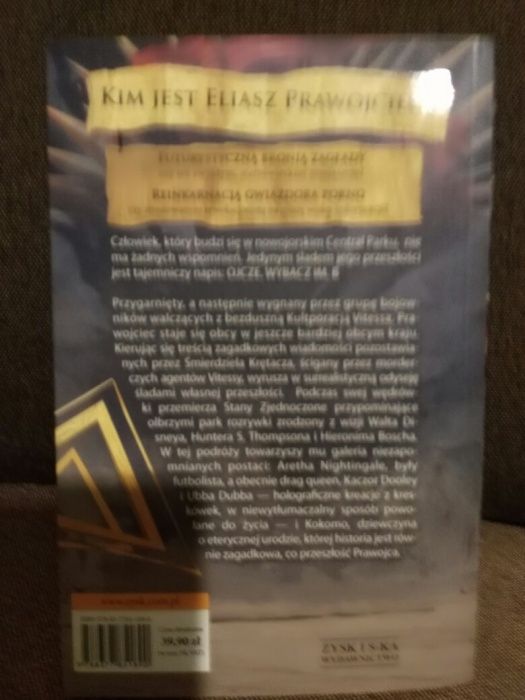 KIM JEST ELIASZ PRAWOJCIEC
FUTURYSTYCZNĄ BRONIĄ ZAGŁADY
REINKARNACJĄ GWIAZDORA PORNO
Człowiek, który budzi się w nowojorskim Central Parku, nie
ma żadnych wspomnień. Jedynym śladem jego przeszłości
jest tajemniczy napis: OJCZE, WYBACZ IM, B
Przygarnięty, a następnie wygnany przez grupę bojow-
ników walczących z bezduszną Kultporacją Vitessa, Pra-
wojciec staje się obcy w jeszcze bardziej obcym kraju.
Kierując się treścią zagadkowych wiadomości pozostawia-
nych przez Śmierdziela Krętacza, ścigany przez morder-
czych agentów Vitessy, wyrusza w surrealistyczną odyseję
śladami własnej przeszłości. Podczas swej wędrów-
ki przemierza Stany Zjednoczone przypominające
olbrzymi park rozrywki zrodzony z wizji Walta Di-
sneya, Huntera S. Thompsona i Hieronima Boscha.
W tej podróży towarzyszy mu galeria niezapo-
mnianych postaci: Aretha Nightingale, były
futbolista, a obecnie drag queen, Kaczor Dooley
i Ubba Dubba — holograficzne kreacje z kres-
kówek, w niewytłumaczalny sposób powo-
łane do życia — i Kokomo, dziewczyna
o eterycznej urodzie, której historia jest rów-
nie zagadkowa, co przeszłość Prawojca.
www.zysk.com.pl
39,90 zł
ZYSK I S-KA
WYDAWNICTWO